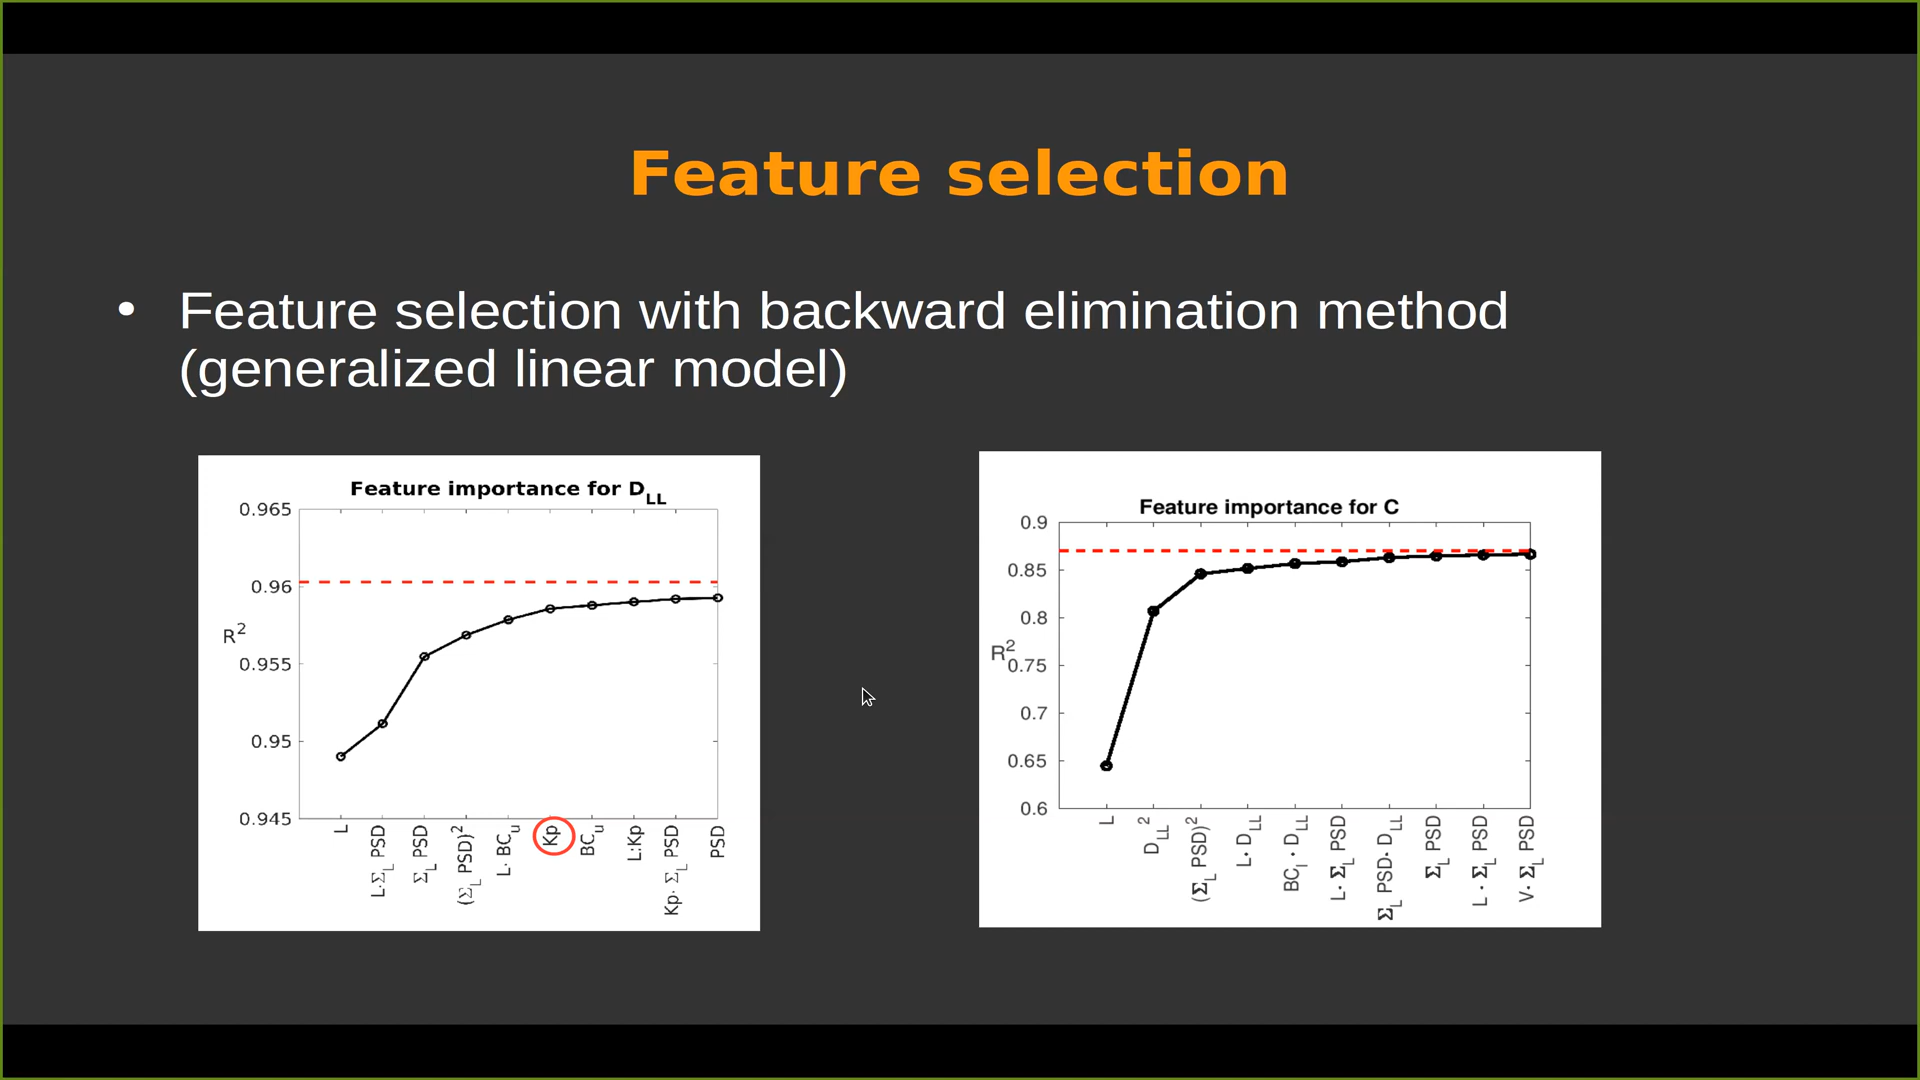 Feature selection
• Feature selection with backward elimination method
(generalized linear model)
Feature importance for D_LL
0.965
0.96
0.955
0.95
0.945
R²
L
L·Σ_L PSD
Σ_L PSD
(Σ_L PSD)²
L· BC_u
Kp
BC_u
L:Kp
Kp· Σ_L PSD
PSD
Feature importance for C
0.9
0.85
0.8
0.75
0.7
0.65
0.6
R²
L
D_LL²
(Σ_L PSD)²
L· D_LL
BC_l · D_LL
L· Σ_L PSD
Σ_L PSD· D_LL
Σ_L PSD
L · Σ_L PSD
V· Σ_L PSD